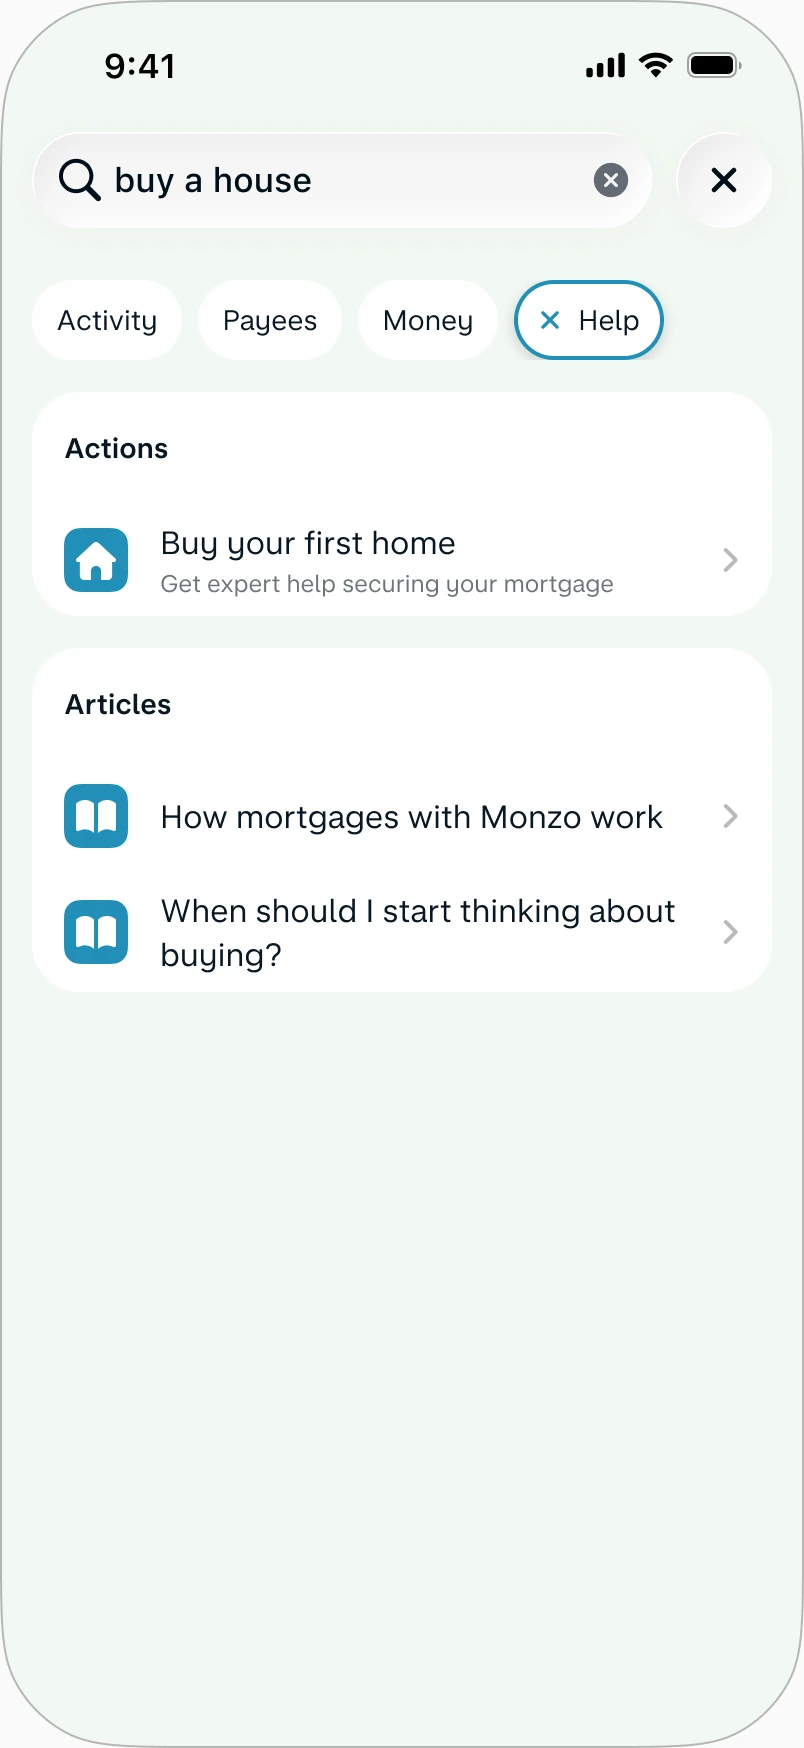 9:41
buy a house
Activity
Payees
Money
Help
Actions
Buy your first home
Get expert help securing your mortgage
Articles
How mortgages with Monzo work
When should I start thinking about
buying?